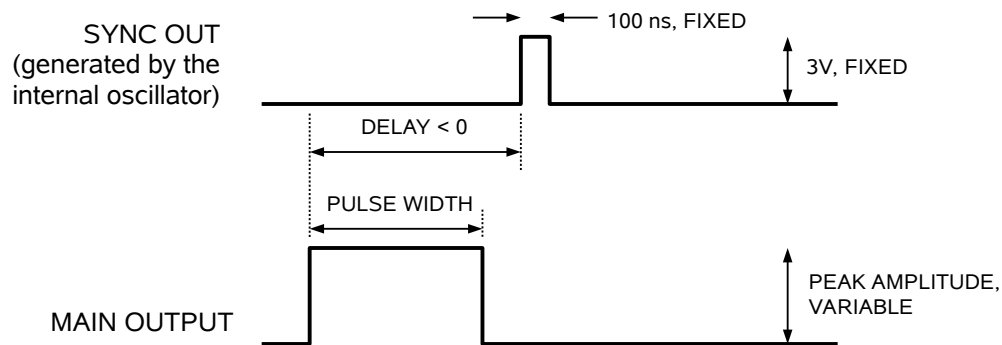 100 ns, FIXED
SYNC OUT
(generated by the
internal oscillator)
3V, FIXED
DELAY < 0
PULSE WIDTH
PEAK AMPLITUDE,
VARIABLE
MAIN OUTPUT